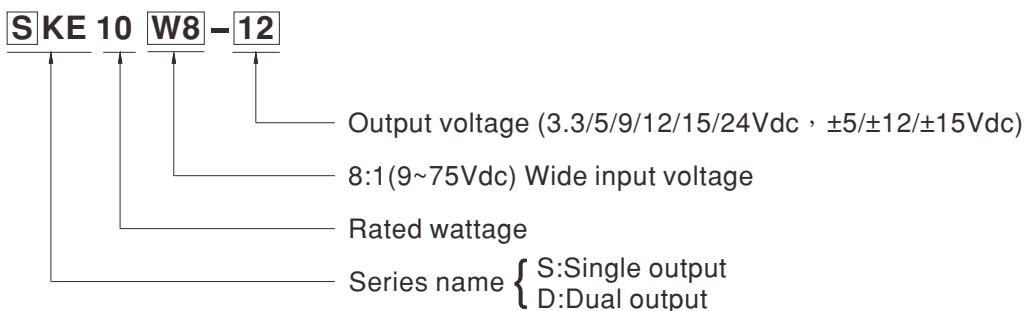 SKE 10 W8-12
Output voltage (3.3/5/9/12/15/24Vdc，±5/±12/±15Vdc)
8:1(9~75Vdc) Wide input voltage
Rated wattage
Series name { S:Single output
D:Dual output